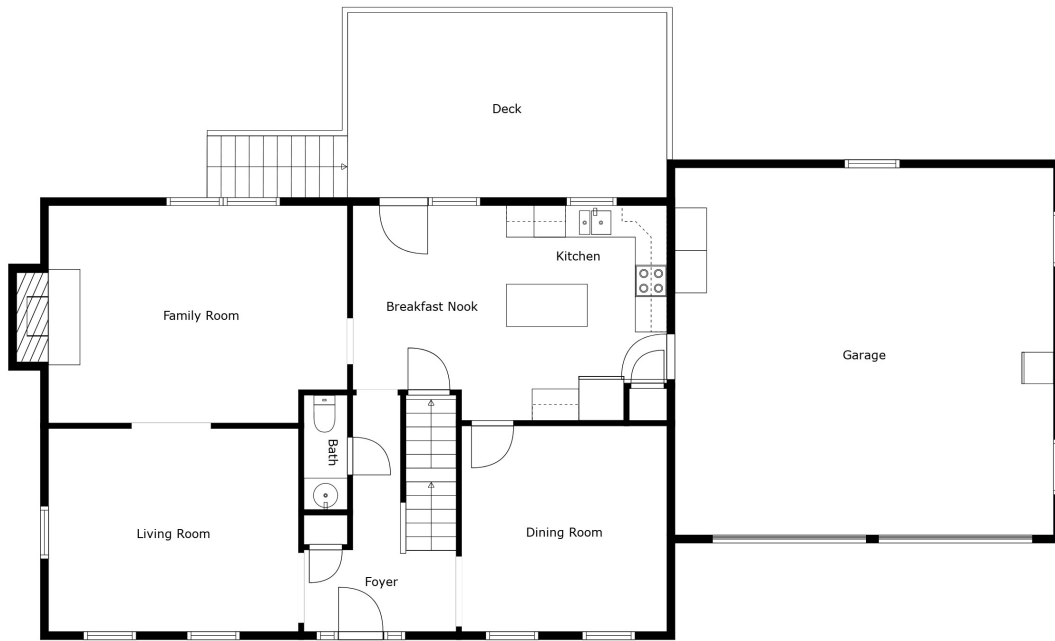 Deck
Kitchen
Breakfast Nook
Family Room
Garage
Bath
Living Room
Dining Room
Foyer